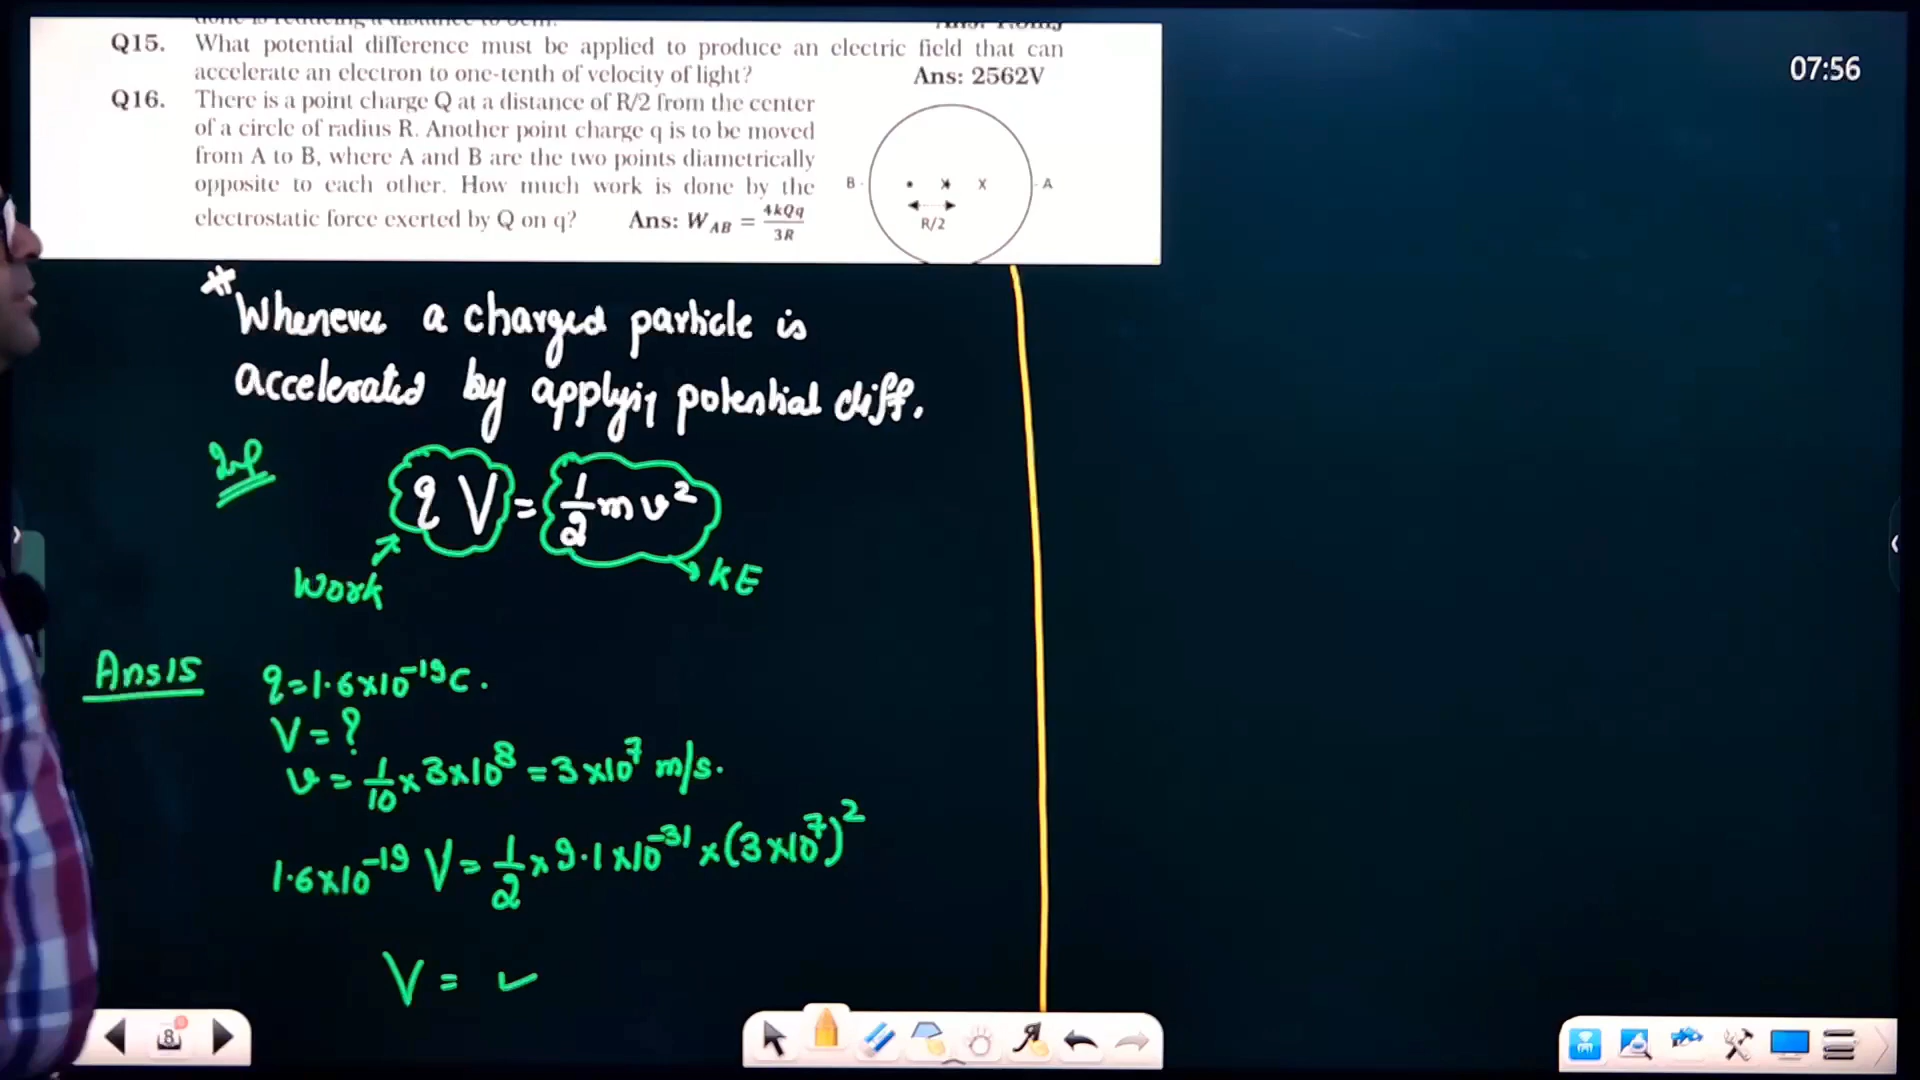 Q15. What potential difference must be applied to produce an electric field that can
accelerate an electron to one-tenth of velocity of light? Ans: 2562V
Q16. There is a point charge Q at a distance of R/2 from the center
of a circle of radius R. Another point charge q is to be moved
from A to B, where A and B are the two points diametrically
opposite to each other. How much work is done by the
electrostatic force exerted by Q on q? Ans: W_AB = 4kQq/3R
B x A
R/2
07:56
* Whenever a charged particle is
accelerated by applying potential diff.
Imp
qV = 1/2 mv²
Work KE
Ans15 q=1.6×10⁻¹⁹C.
V=?
v = 1/10 × 3×10⁸ = 3×10⁷ m/s.
1.6×10⁻¹⁹ V = 1/2 × 9.1×10⁻³¹ × (3×10⁷)²
V = ✓
8